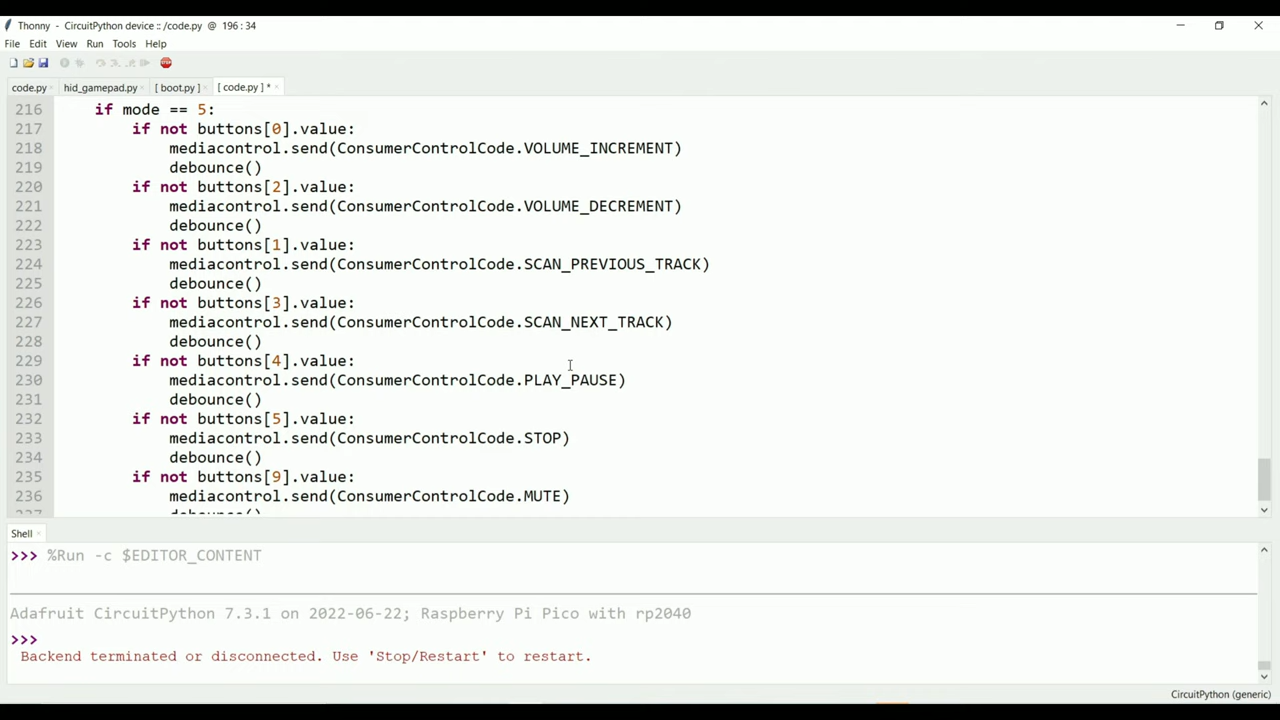 Thonny - CircuitPython device :: /code.py @ 196 : 34
File Edit View Run Tools Help
code.py hid_gamepad.py [ boot.py ] [ code.py ] *
216 if mode == 5:
217 if not buttons[0].value:
218 mediacontrol.send(ConsumerControlCode.VOLUME_INCREMENT)
219 debounce()
220 if not buttons[2].value:
221 mediacontrol.send(ConsumerControlCode.VOLUME_DECREMENT)
222 debounce()
223 if not buttons[1].value:
224 mediacontrol.send(ConsumerControlCode.SCAN_PREVIOUS_TRACK)
225 debounce()
226 if not buttons[3].value:
227 mediacontrol.send(ConsumerControlCode.SCAN_NEXT_TRACK)
228 debounce()
229 if not buttons[4].value:
230 mediacontrol.send(ConsumerControlCode.PLAY_PAUSE)
231 debounce()
232 if not buttons[5].value:
233 mediacontrol.send(ConsumerControlCode.STOP)
234 debounce()
235 if not buttons[9].value:
236 mediacontrol.send(ConsumerControlCode.MUTE)
237 debounce()
Shell
>>> %Run -c $EDITOR_CONTENT
Adafruit CircuitPython 7.3.1 on 2022-06-22; Raspberry Pi Pico with rp2040
>>>
Backend terminated or disconnected. Use 'Stop/Restart' to restart.
CircuitPython (generic)